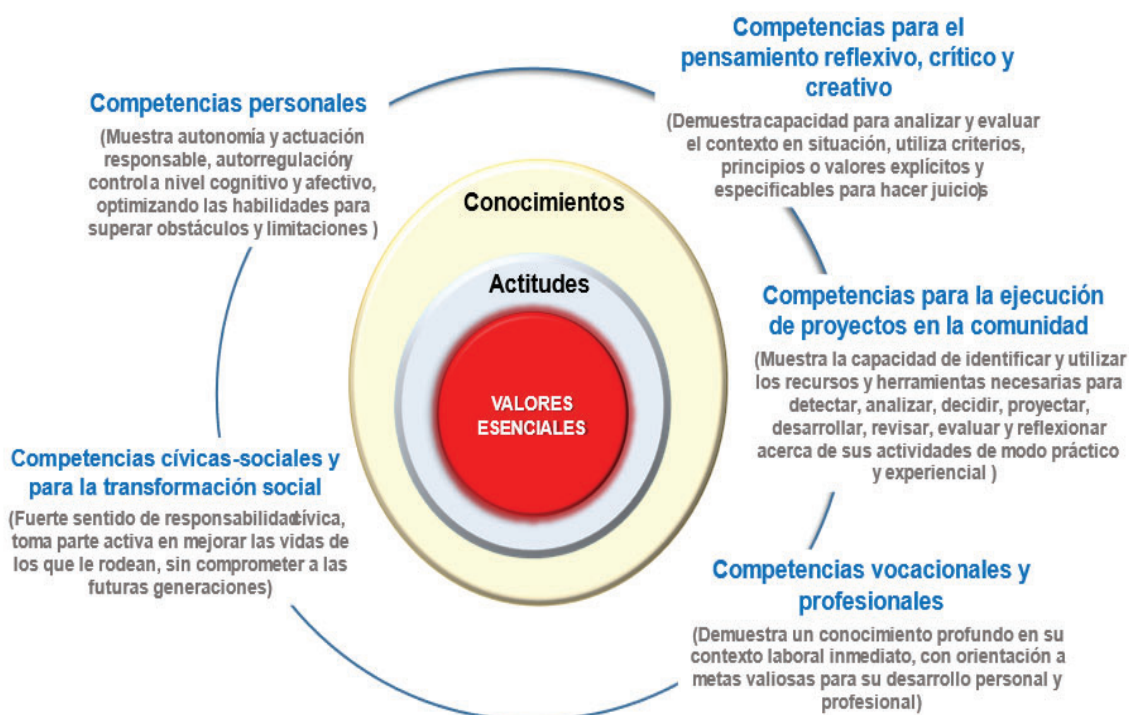 Competencias para el
pensamiento reflexivo, crítico y
creativo
(Demuestra capacidad para analizar y evaluar
el contexto en situación, utiliza criterios,
principios o valores explícitos y
especificables para hacer juicios)
Competencias personales
(Muestra autonomía y actuación
responsable, autorregulación y
control a nivel cognitivo y afectivo,
optimizando las habilidades para
superar obstáculos y limitaciones )
Conocimientos
Actitudes
VALORES
ESENCIALES
Competencias para la ejecución
de proyectos en la comunidad
(Muestra la capacidad de identificar y utilizar
los recursos y herramientas necesarias para
detectar, analizar, decidir, proyectar,
desarrollar, revisar, evaluar y reflexionar
acerca de sus actividades de modo práctico
y experiencial )
Competencias cívicas-sociales y
para la transformación social
(Fuerte sentido de responsabilidad cívica,
toma parte activa en mejorar las vidas de
los que le rodean, sin comprometer a las
futuras generaciones)
Competencias vocacionales y
profesionales
(Demuestra un conocimiento profundo en su
contexto laboral inmediato, con orientación a
metas valiosas para su desarrollo personal y
profesional)